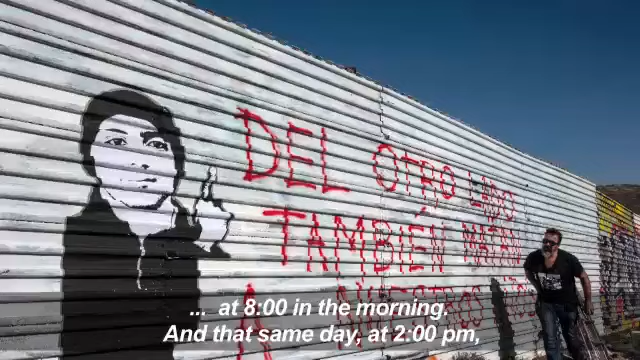 DEL OTRO LADO
TAMBIÉN MATAN
A NUESTROS
... at 8:00 in the morning.
And that same day, at 2:00 pm,